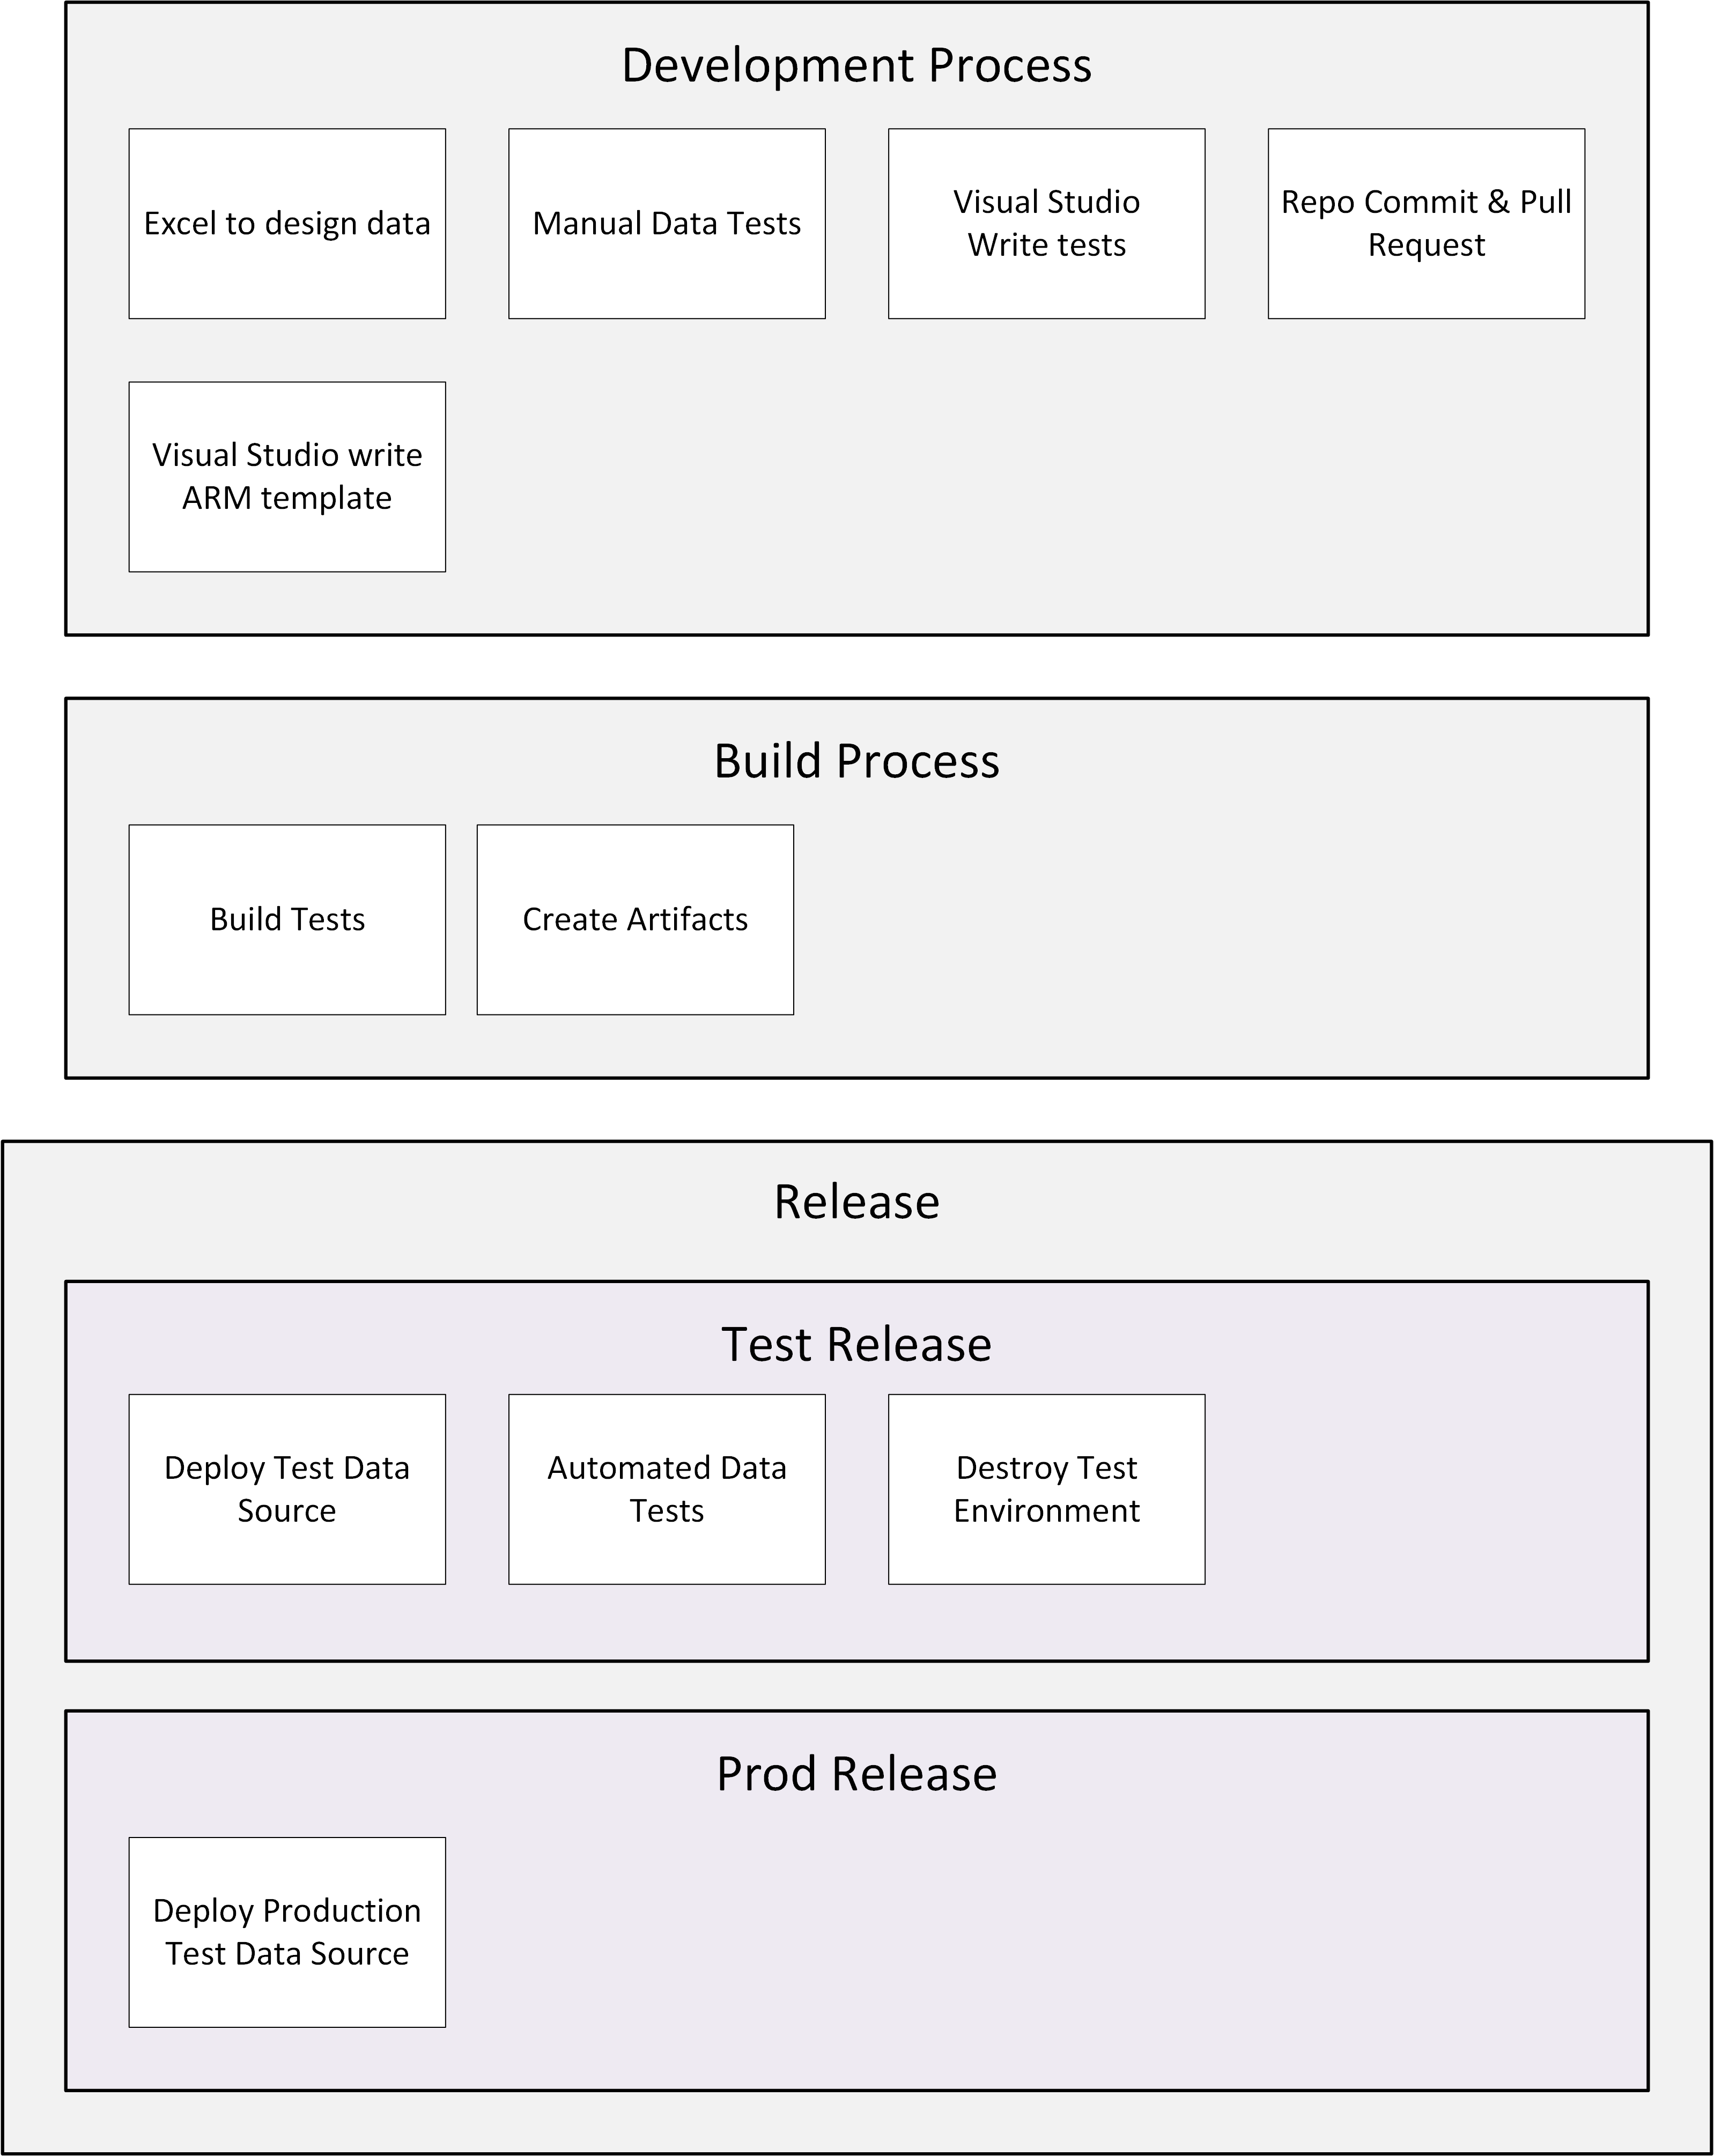 Development Process
Excel to design data
Manual Data Tests
Visual Studio
Write tests
Repo Commit & Pull
Request
Visual Studio write
ARM template
Build Process
Build Tests
Create Artifacts
Release
Test Release
Deploy Test Data
Source
Automated Data
Tests
Destroy Test
Environment
Prod Release
Deploy Production
Test Data Source